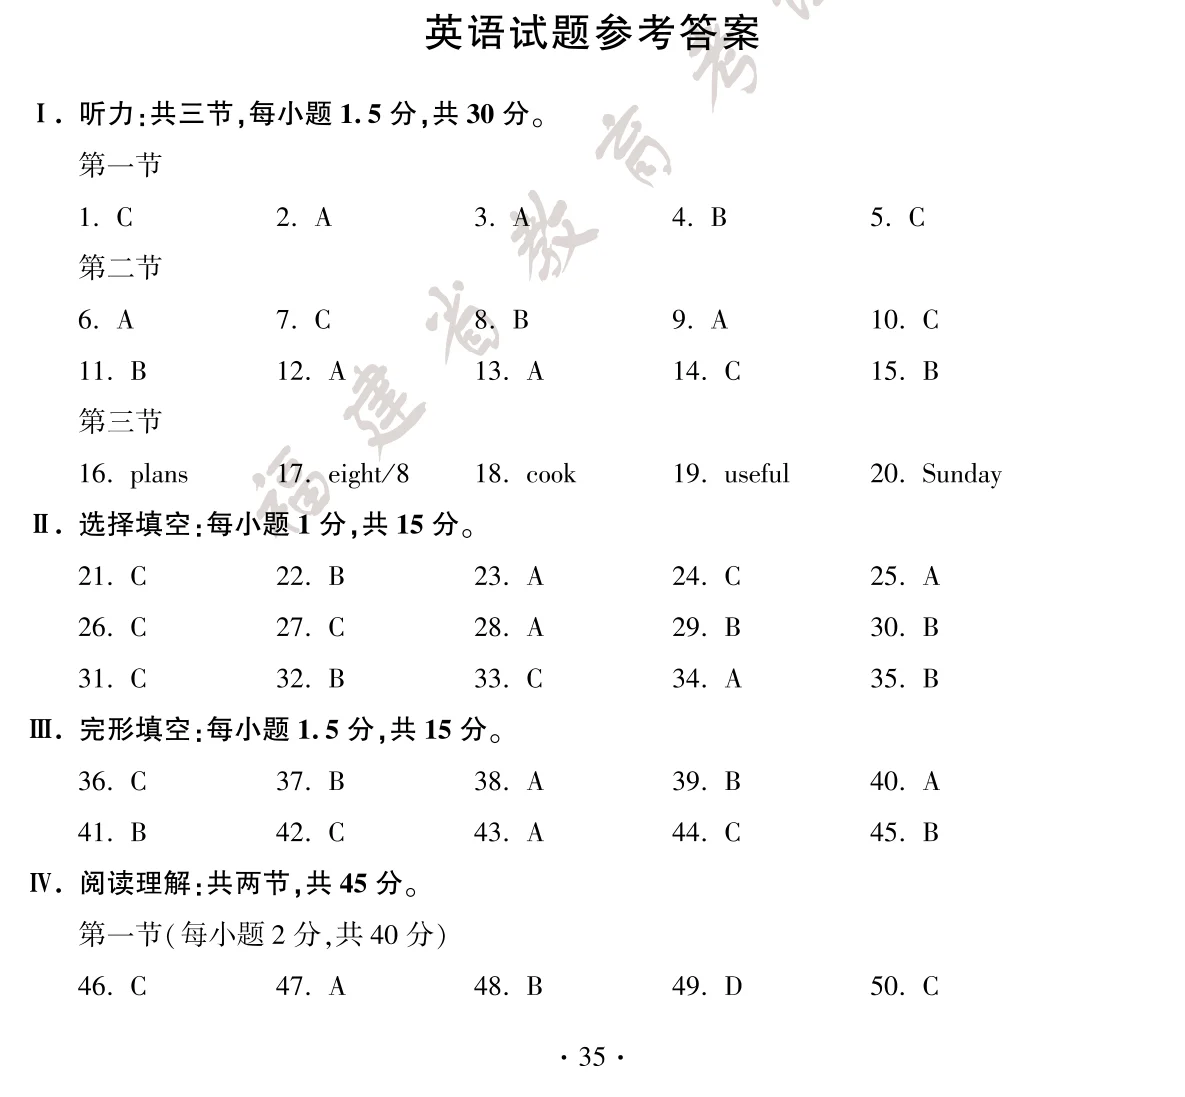 英语试题参考答案
Ⅰ. 听力:共三节,每小题 1.5 分,共 30 分。
第一节
1. C 2. A 3. A 4. B 5. C
第二节
6. A 7. C 8. B 9. A 10. C
11. B 12. A 13. A 14. C 15. B
第三节
16. plans 17. eight/8 18. cook 19. useful 20. Sunday
Ⅱ. 选择填空:每小题 1 分,共 15 分。
21. C 22. B 23. A 24. C 25. A
26. C 27. C 28. A 29. B 30. B
31. C 32. B 33. C 34. A 35. B
Ⅲ. 完形填空:每小题 1.5 分,共 15 分。
36. C 37. B 38. A 39. B 40. A
41. B 42. C 43. A 44. C 45. B
Ⅳ. 阅读理解:共两节,共 45 分。
第一节(每小题 2 分,共 40 分)
46. C 47. A 48. B 49. D 50. C
· 35 ·
福建省教育考